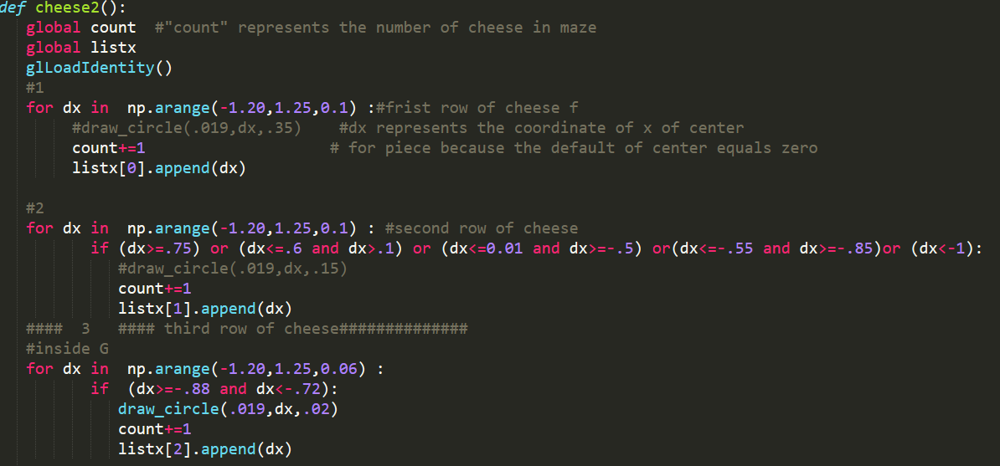 def cheese2():
global count  #"count" represents the number of cheese in maze
global listx
glLoadIdentity()
#1
for dx in  np.arange(-1.20,1.25,0.1) :#frist row of cheese f
#draw_circle(.019,dx,.35)    #dx represents the coordinate of x of center
count+=1                    # for piece because the default of center equals zero
listx[0].append(dx)
#2
for dx in  np.arange(-1.20,1.25,0.1) : #second row of cheese
if (dx>=.75) or (dx<=.6 and dx>.1) or (dx<=0.01 and dx>=-.5) or(dx<=-.55 and dx>=-.85)or (dx<-1):
#draw_circle(.019,dx,.15)
count+=1
listx[1].append(dx)
####  3   #### third row of cheese##############
#inside G
for dx in  np.arange(-1.20,1.25,0.06) :
if  (dx>=-.88 and dx<-.72):
draw_circle(.019,dx,.02)
count+=1
listx[2].append(dx)